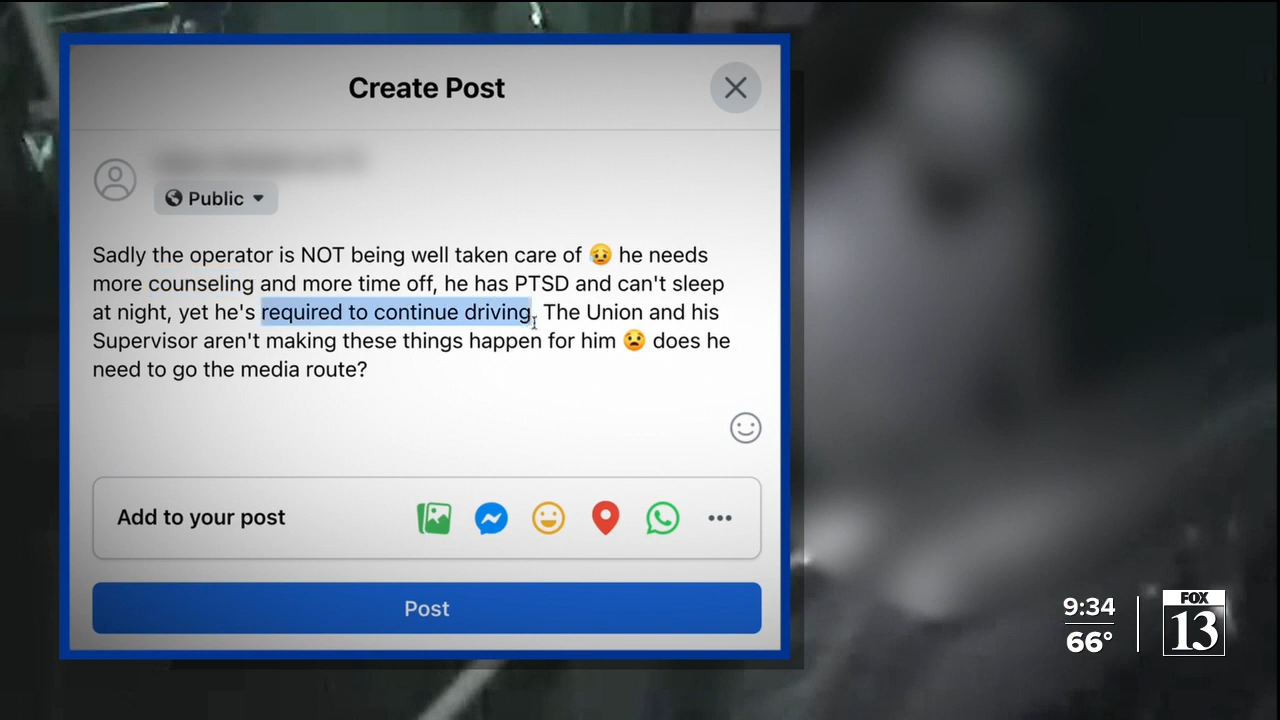 Create Post
Public
Sadly the operator is NOT being well taken care of 😥 he needs
more counseling and more time off, he has PTSD and can't sleep
at night, yet he's required to continue driving. The Union and his
Supervisor aren't making these things happen for him 😧 does he
need to go the media route?
Add to your post
Post
9:34
66°
FOX
13